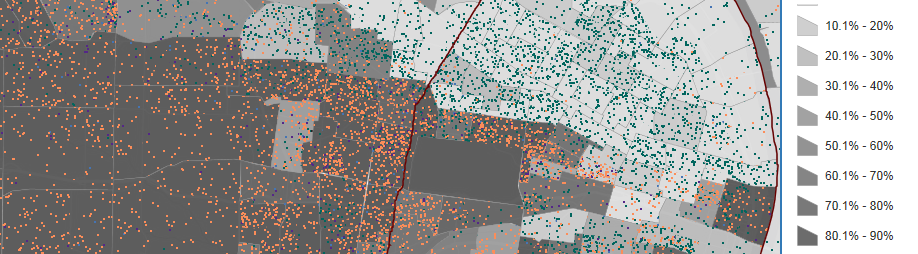 10.1% - 20%
20.1% - 30%
30.1% - 40%
40.1% - 50%
50.1% - 60%
60.1% - 70%
70.1% - 80%
80.1% - 90%